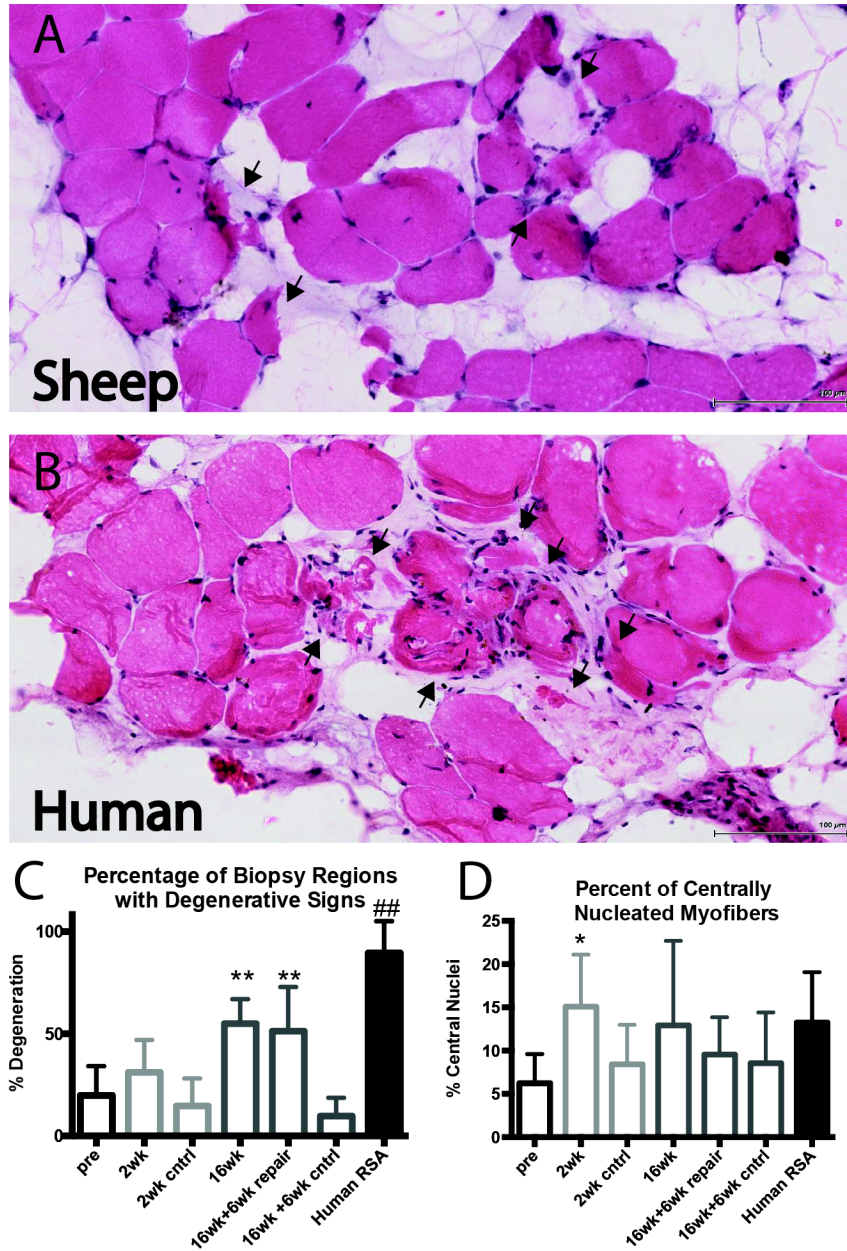 A
Sheep
100 µm
B
Human
100 µm
C
Percentage of Biopsy Regions
with Degenerative Signs
##
100
**
**
% Degeneration
50
0
pre
2wk
2wk cntrl
16wk
16wk+6wk repair
16wk +6wk cntrl
Human RSA
D
Percent of Centrally
Nucleated Myofibers
25
*
20
15
% Central Nuclei
10
5
0
pre
2wk
2wk cntrl
16wk
16wk+6wk repair
16wk+6wk cntrl
Human RSA